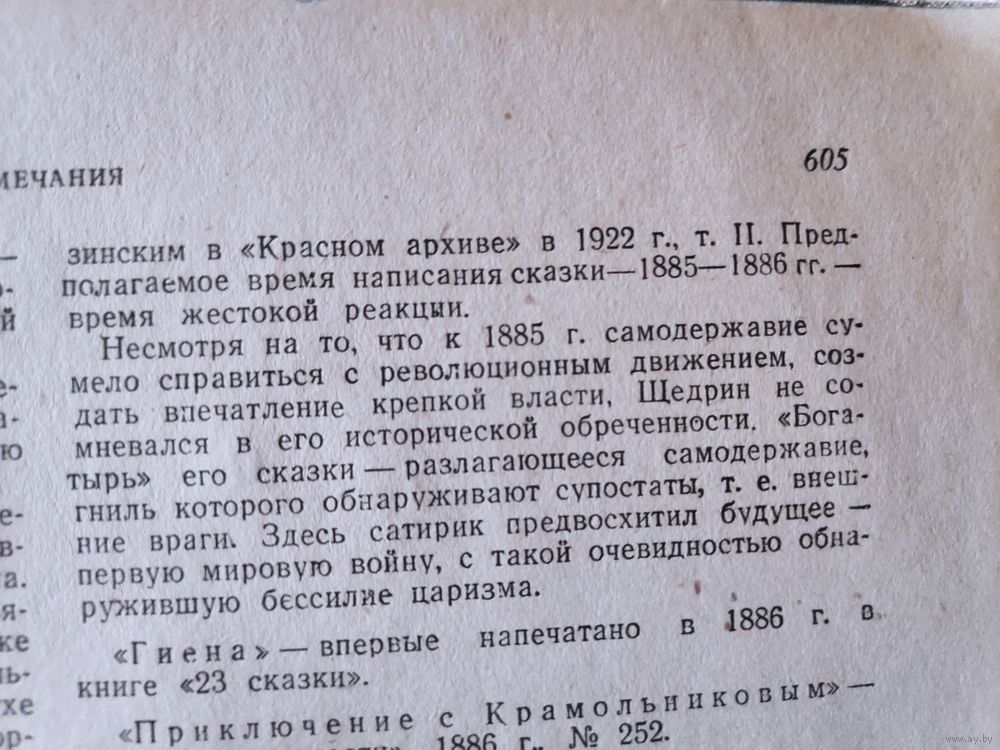 МЕЧАНИЯ 605
зинским в «Красном архиве» в 1922 г., т. II. Пред-
полагаемое время написания сказки—1885—1886 гг. —
время жестокой реакции.
Несмотря на то, что к 1885 г. самодержавие су-
мело справиться с революционным движением, соз-
дать впечатление крепкой власти, Щедрин не со-
мневался в его исторической обреченности. «Бога-
тырь» его сказки — разлагающееся самодержавие,
гниль которого обнаруживают супостаты, т. е. внеш-
ние враги. Здесь сатирик предвосхитил будущее —
первую мировую войну, с такой очевидностью обна-
ружившую бессилие царизма.
«Гиена» — впервые напечатано в 1886 г. в
книге «23 сказки».
«Приключение с Крамольниковым» —
1886 г., № 252.
www.ay.by